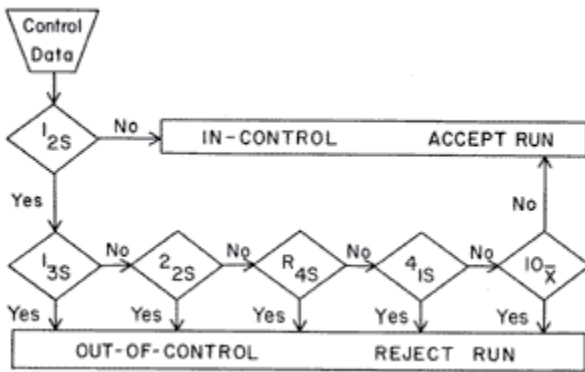 Control
Data
1 2S
No
IN-CONTROL ACCEPT RUN
Yes
No
1 3S
No
2 2S
No
R 4S
No
4 1S
No
10 X̄
Yes
Yes
Yes
Yes
Yes
OUT-OF-CONTROL REJECT RUN